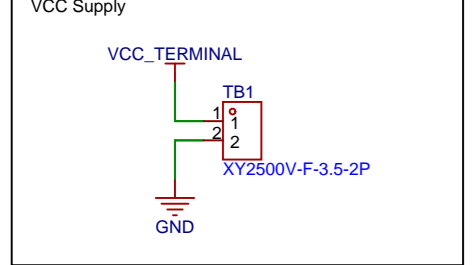 VCC Supply
VCC_TERMINAL
TB1
1
1
2
2
XY2500V-F-3.5-2P
GND